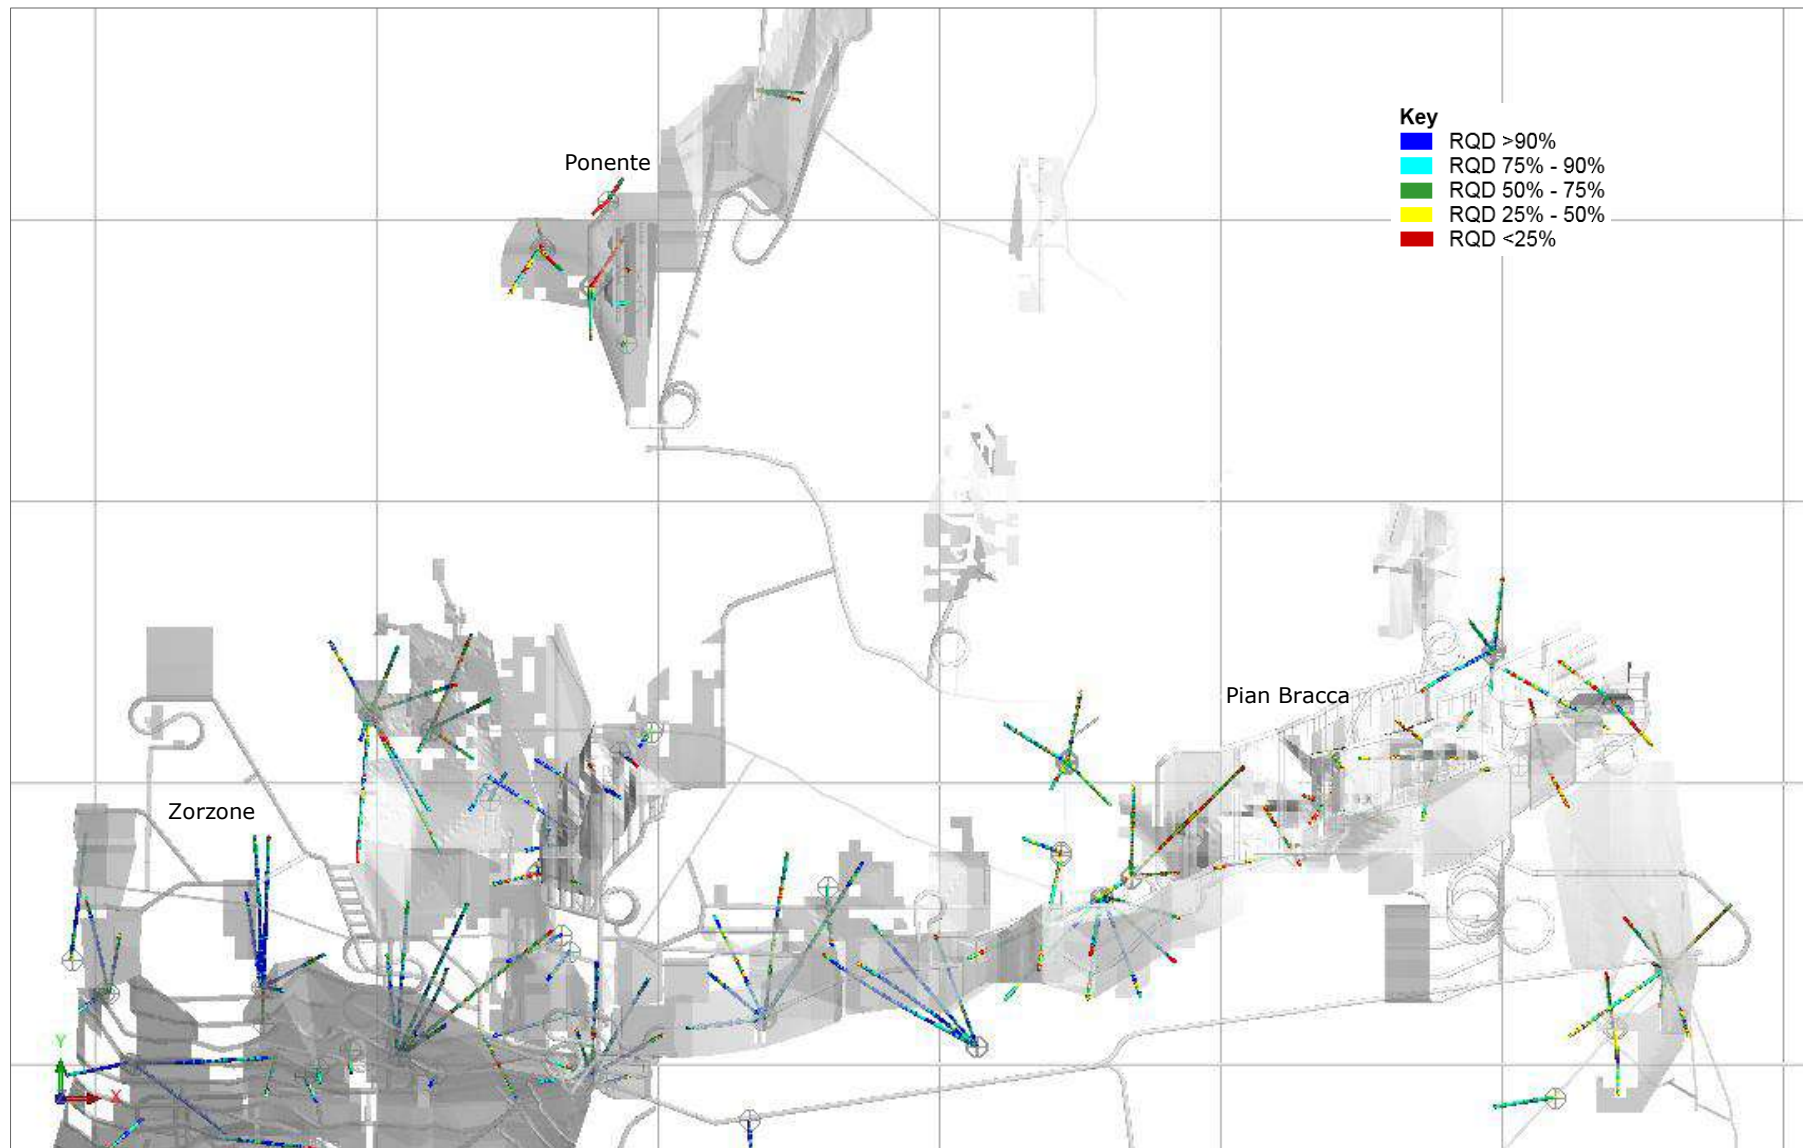 Key
RQD >90%
RQD 75% - 90%
RQD 50% - 75%
RQD 25% - 50%
RQD <25%
Ponente
Pian Bracca
Zorzone
Y
X